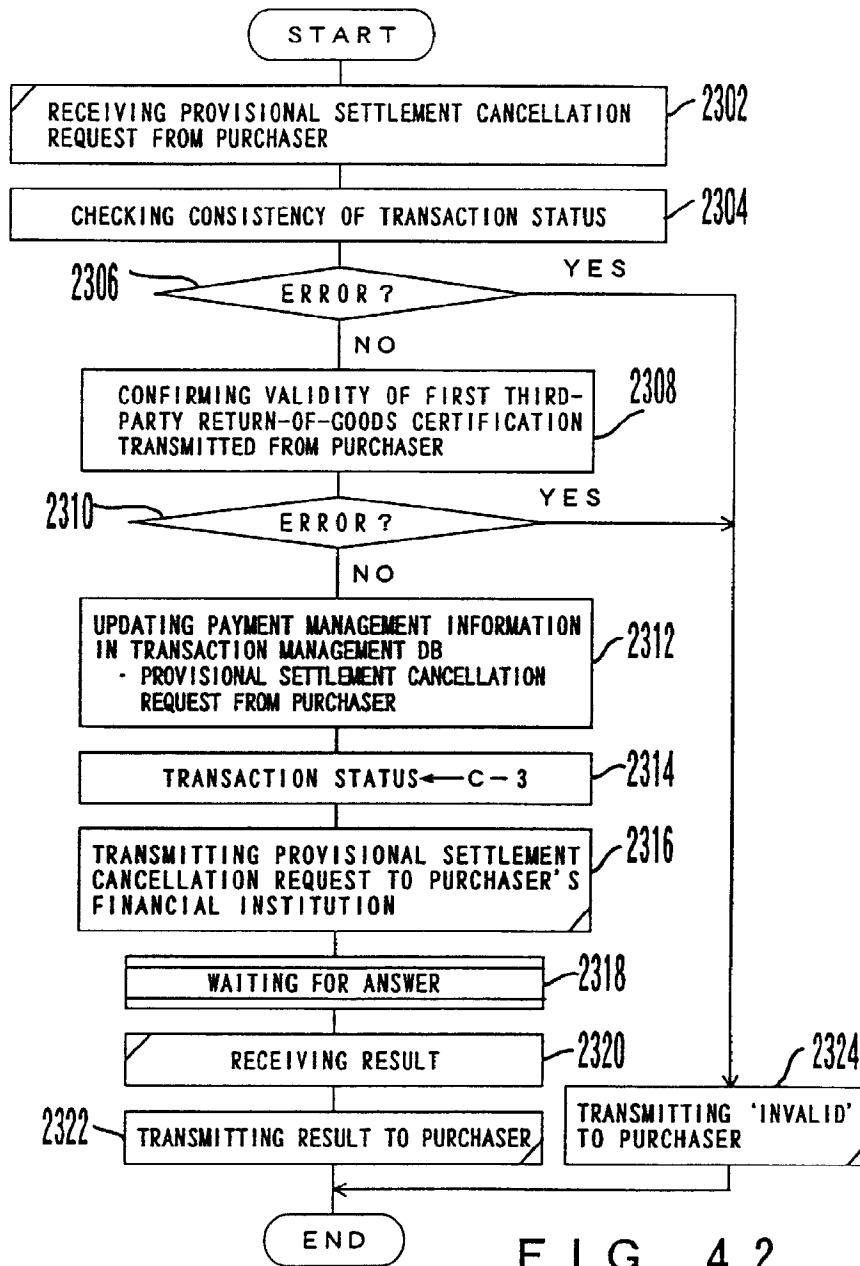 START
RECEIVING PROVISIONAL SETTLEMENT CANCELLATION
REQUEST FROM PURCHASER
2302
CHECKING CONSISTENCY OF TRANSACTION STATUS
2304
2306
ERROR?
YES
NO
CONFIRMING VALIDITY OF FIRST THIRD-
PARTY RETURN-OF-GOODS CERTIFICATION
TRANSMITTED FROM PURCHASER
2308
2310
ERROR?
YES
NO
UPDATING PAYMENT MANAGEMENT INFORMATION
IN TRANSACTION MANAGEMENT DB
· PROVISIONAL SETTLEMENT CANCELLATION
REQUEST FROM PURCHASER
2312
TRANSACTION STATUS←C-3
2314
TRANSMITTING PROVISIONAL SETTLEMENT
CANCELLATION REQUEST TO PURCHASER'S
FINANCIAL INSTITUTION
2316
WAITING FOR ANSWER
2318
RECEIVING RESULT
2320
2322
TRANSMITTING RESULT TO PURCHASER
2324
TRANSMITTING 'INVALID'
TO PURCHASER
END
FIG. 42